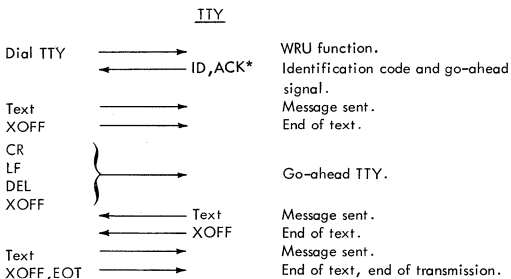 TTY
Dial TTY WRU function.
ID,ACK* Identification code and go-ahead
signal.
Text Message sent.
XOFF End of text.
CR
LF
DEL Go-ahead TTY.
XOFF
Text Message sent.
XOFF End of text.
Text Message sent.
XOFF,EOT End of text, end of transmission.